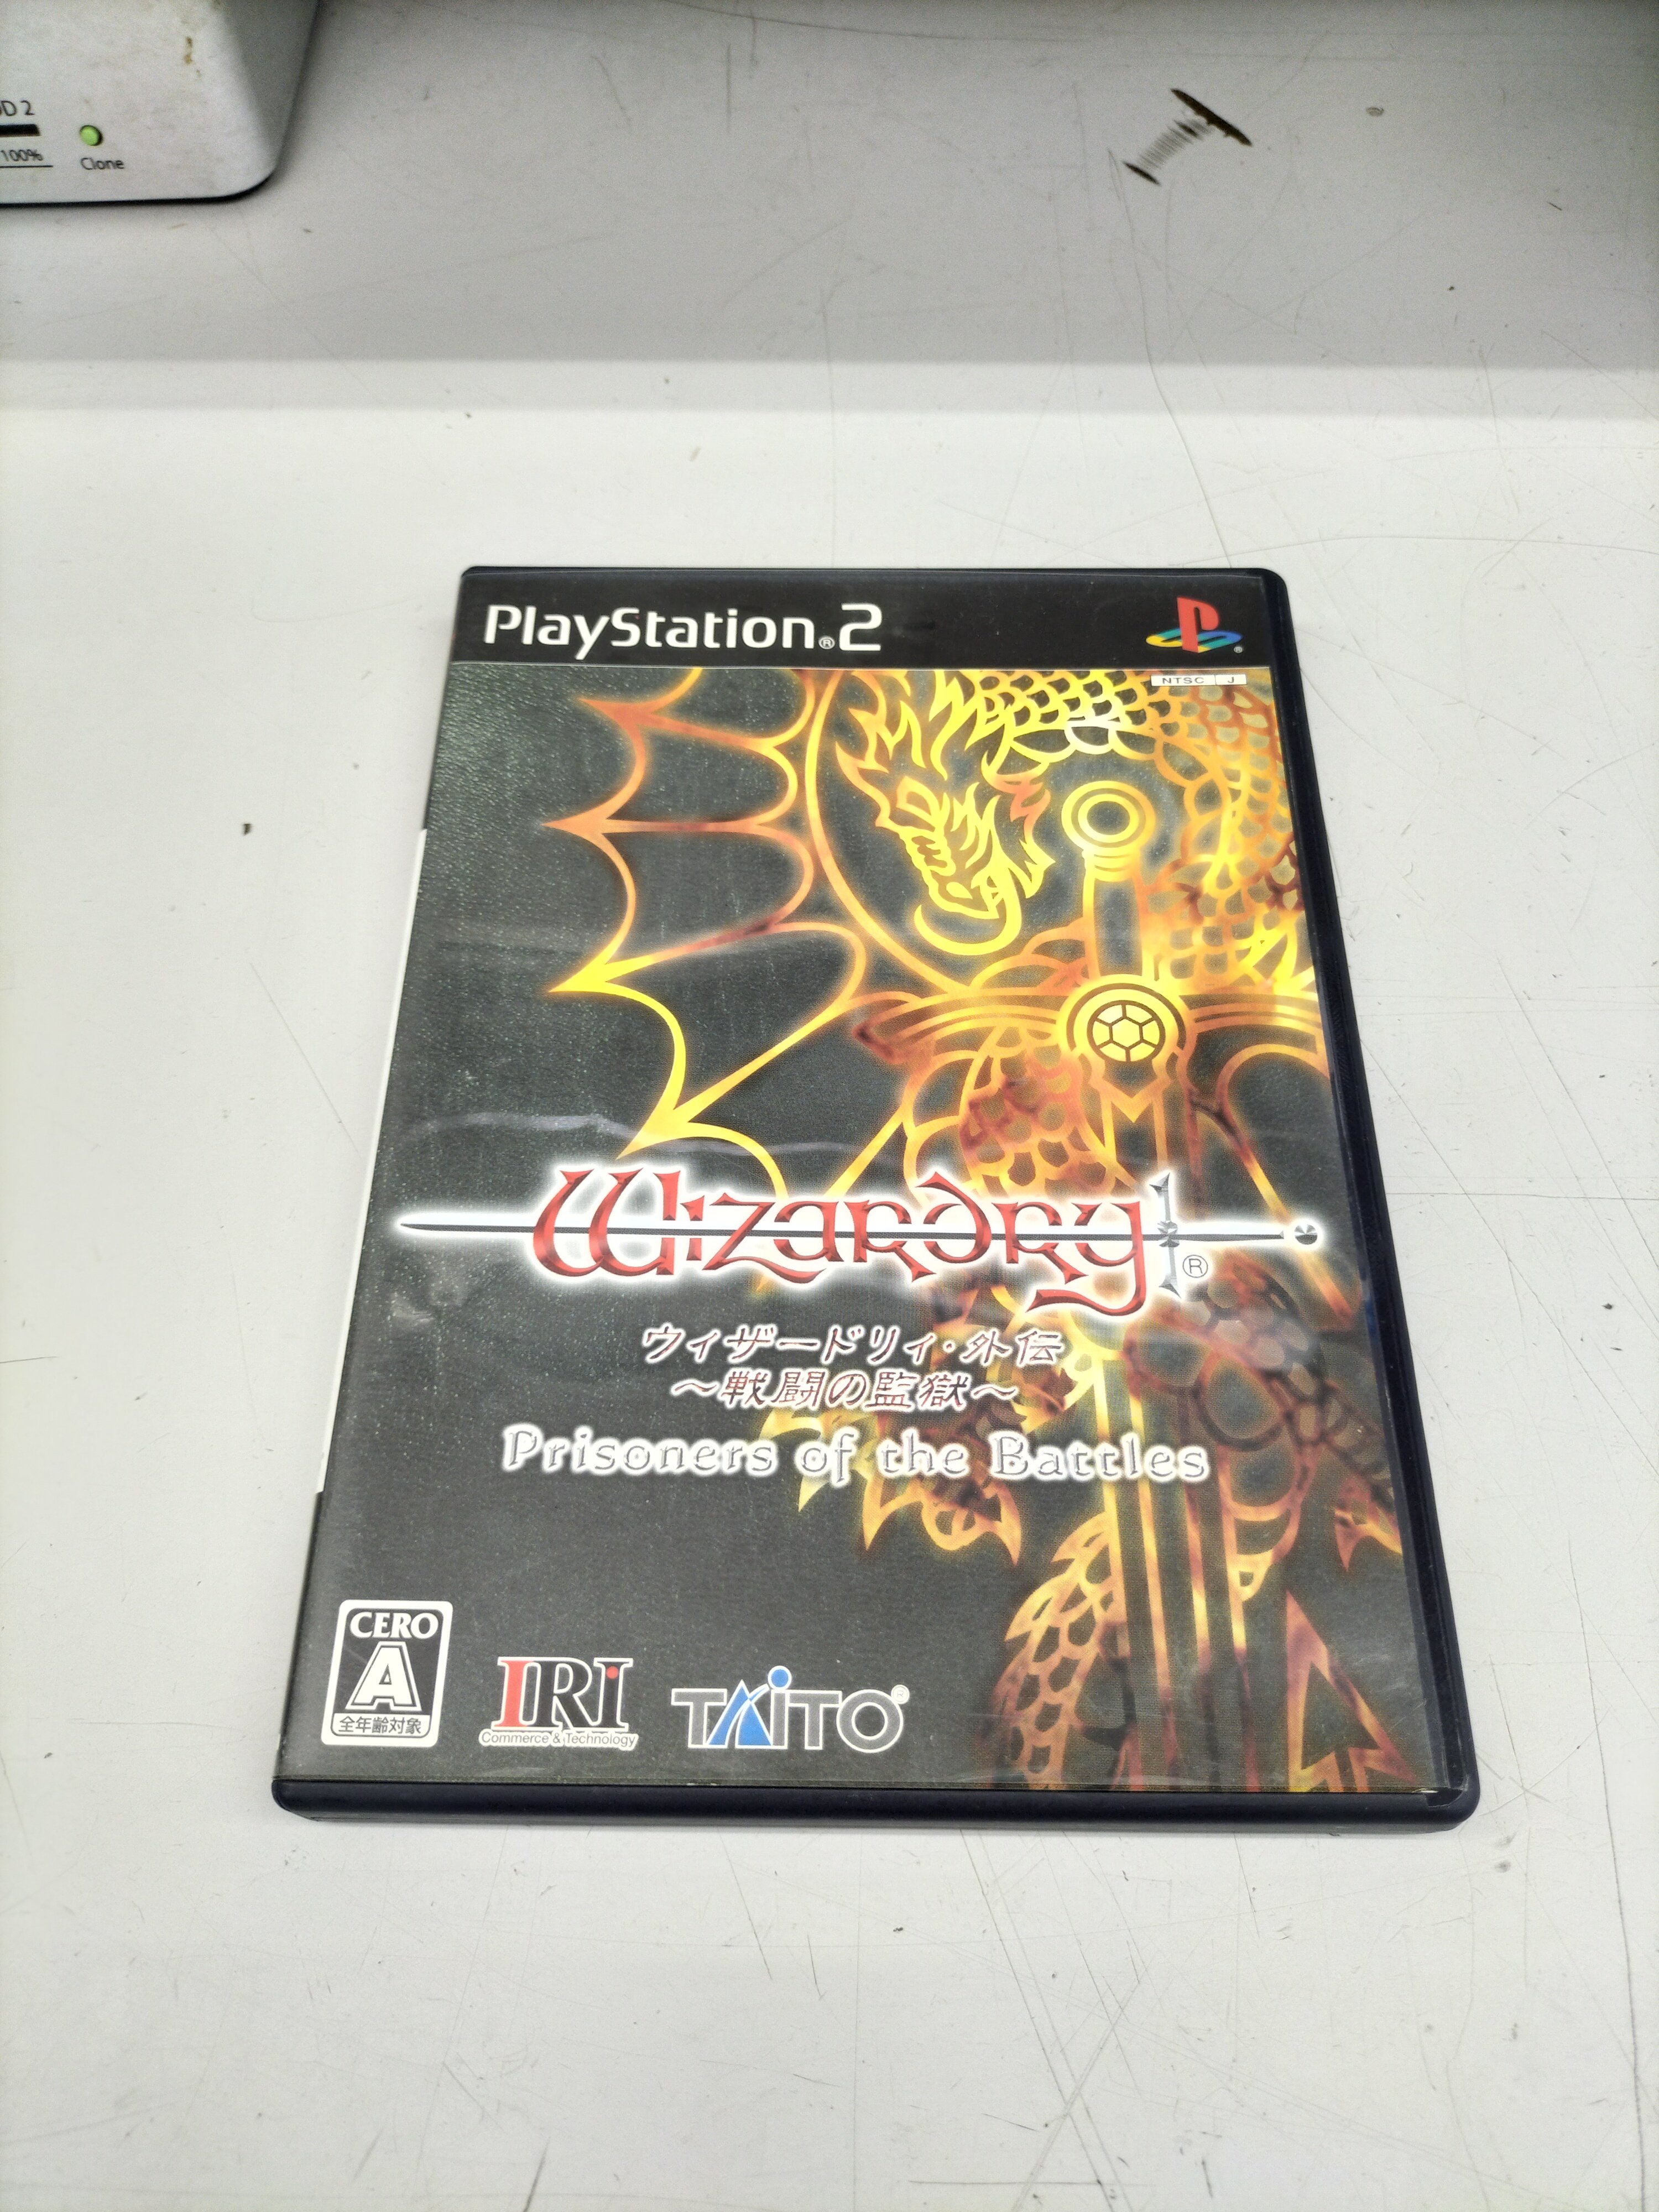 D 2
100%
Clone
PlayStation®2
NTSC J
Wizardry®
ウィザードリィ・外伝
〜戦闘の監獄〜
Prisoners of the Battles
CERO
A
全年齢対象
IRI
Commerce & Technology
TAITO®